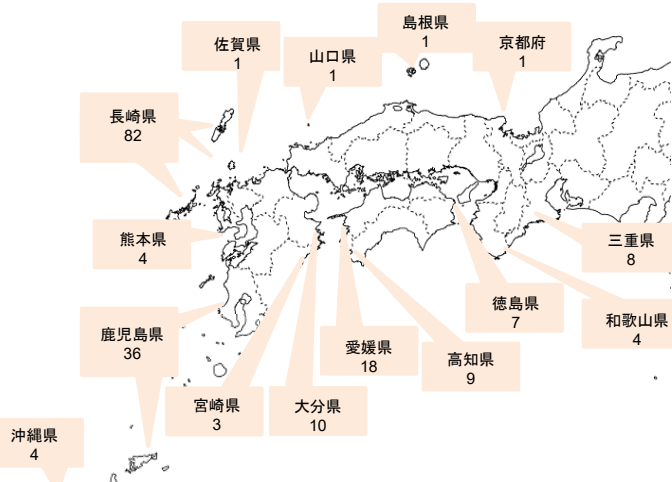 島根県
1
京都府
1
佐賀県
1
山口県
1
長崎県
82
熊本県
4
三重県
8
徳島県
7
和歌山県
4
鹿児島県
36
愛媛県
18
高知県
9
宮崎県
3
大分県
10
沖縄県
4